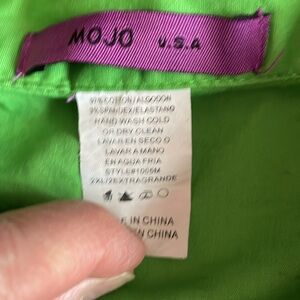 MOJO U.S.A
97% COTTON/ALGODON
3% SPANDEX/ELASTANO
HAND WASH COLD
OR DRY CLEAN
LAVAR EN SECO O
LAVAR A MANO
EN AGUA FRIA
STYLE#1005M
2XL/2EXTRAGRANDE
IN CHINA
EN CHINA